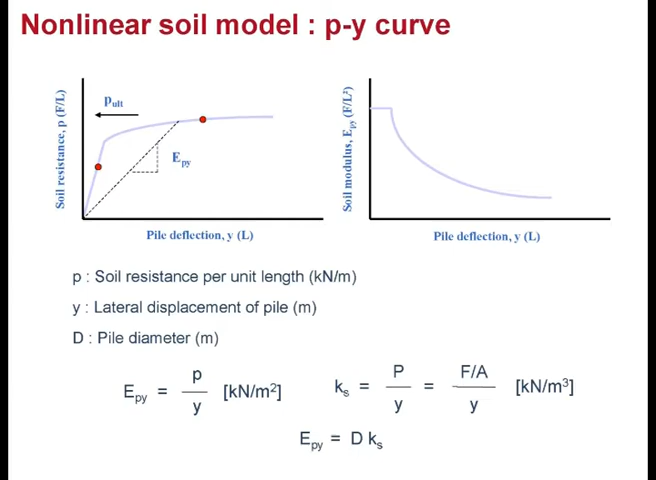 Nonlinear soil model : p-y curve
Soil resistance, p (F/L)
p_ult
E_py
Pile deflection, y (L)
Soil modulus, E_py (F/L²)
Pile deflection, y (L)
p : Soil resistance per unit length (kN/m)
y : Lateral displacement of pile (m)
D : Pile diameter (m)
E_py = p / y [kN/m²]
k_s = P / y = F/A / y [kN/m³]
E_py = D k_s